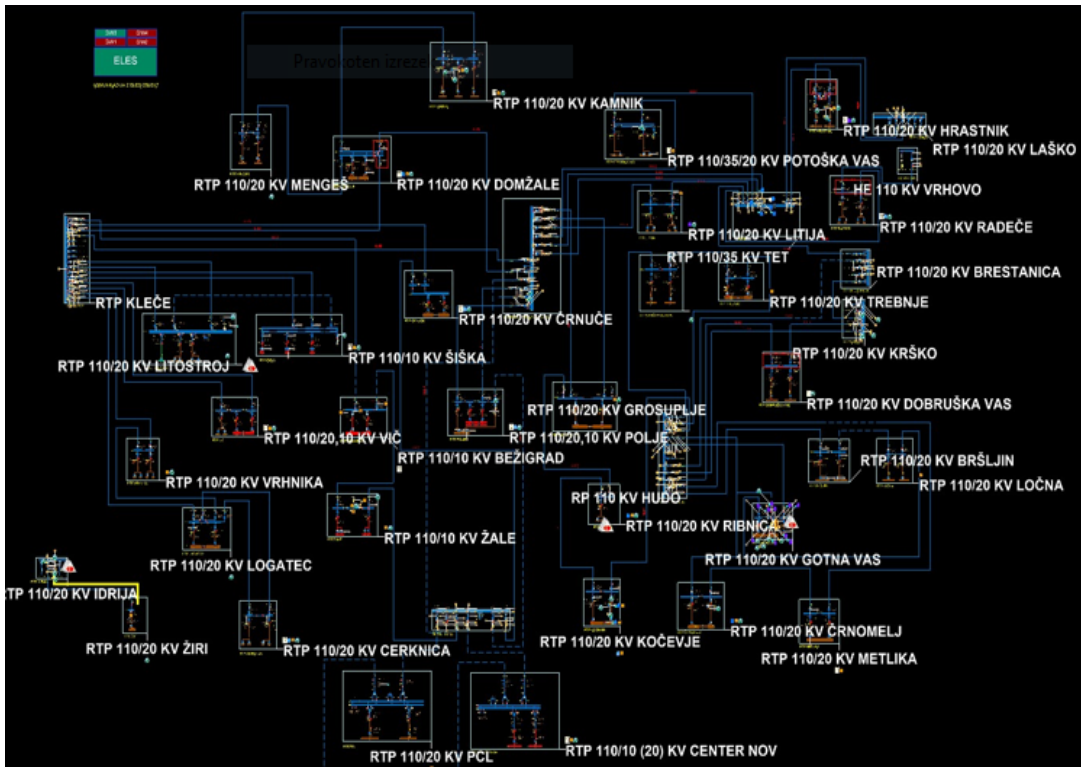 ELES
Pravokoten izreze
RTP 110/20 KV KAMNIK
RTP 110/20 KV HRASTNIK
RTP 110/20 KV LAŠKO
RTP 110/35/20 KV POTOŠKA VAS
RTP 110/20 KV MENGEŠ
RTP 110/20 KV DOMŽALE
HE 110 KV VRHOVO
RTP 110/20 KV RADEČE
RTP 110/20 KV LITIJA
RTP 110/35 KV TET
RTP 110/20 KV BRESTANICA
RTP KLEČE
RTP 110/20 KV TREBNJE
RTP 110/20 KV ČRNUČE
RTP 110/20 KV KRŠKO
RTP 110/10 KV ŠIŠKA
RTP 110/20 KV LITOSTROJ
RTP 110/20 KV DOBRUŠKA VAS
RTP 110/20 KV GROSUPLJE
RTP 110/20,10 KV VIČ
RTP 110/20,10 KV POLJE
RTP 110/10 KV BEŽIGRAD
RTP 110/20 KV BRŠLJIN
RTP 110/20 KV VRHNIKA
RTP 110/20 KV LOČNA
RP 110 KV HUDO
RTP 110/20 KV RIBNICA
RTP 110/10 KV ŽALE
RTP 110/20 KV GOTNA VAS
RTP 110/20 KV LOGATEC
RTP 110/20 KV IDRIJA
RTP 110/20 KV ČRNOMELJ
RTP 110/20 KV KOČEVJE
RTP 110/20 KV ŽIRI
RTP 110/20 KV CERKNICA
RTP 110/20 KV METLIKA
RTP 110/20 KV PCL
RTP 110/10 (20) KV CENTER NOV